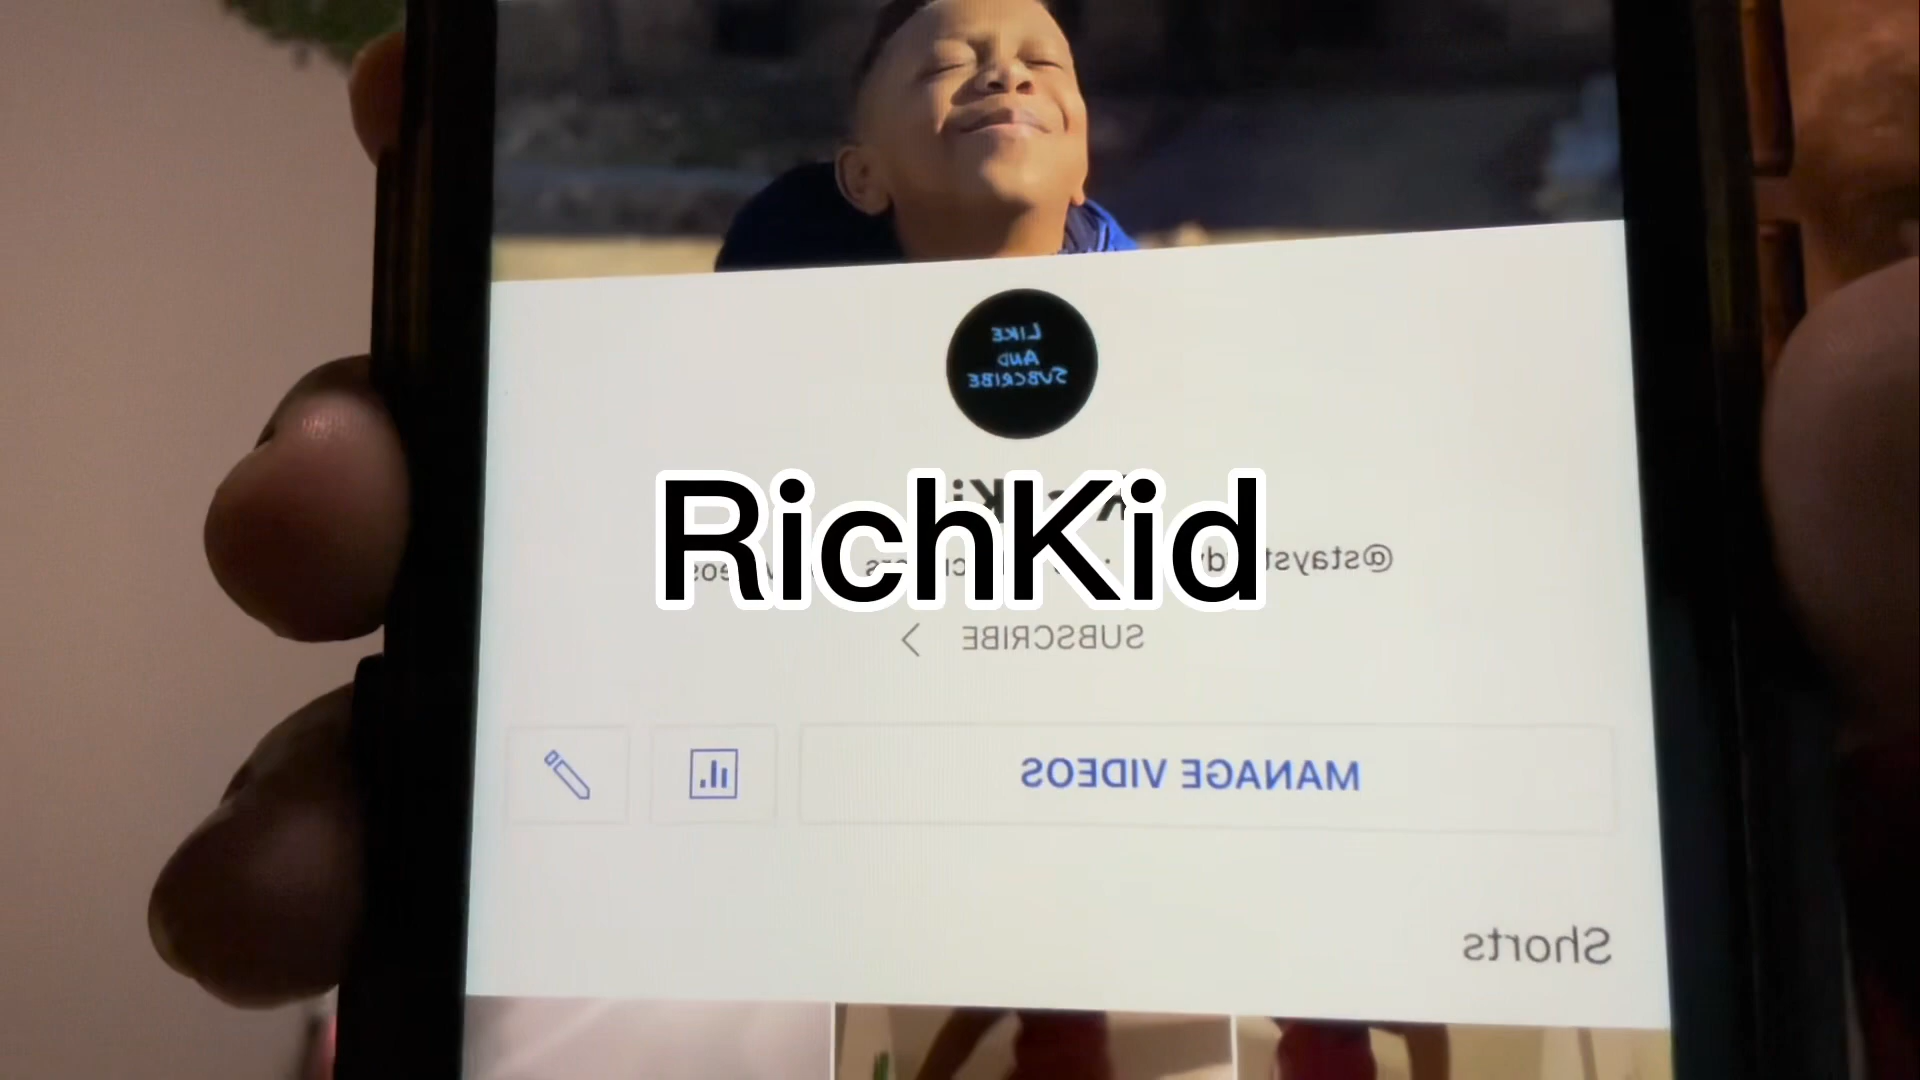 LIKE
AND
SUBSCRIBE
RichKid
SUBSCRIBE
MANAGE VIDEOS
Shorts